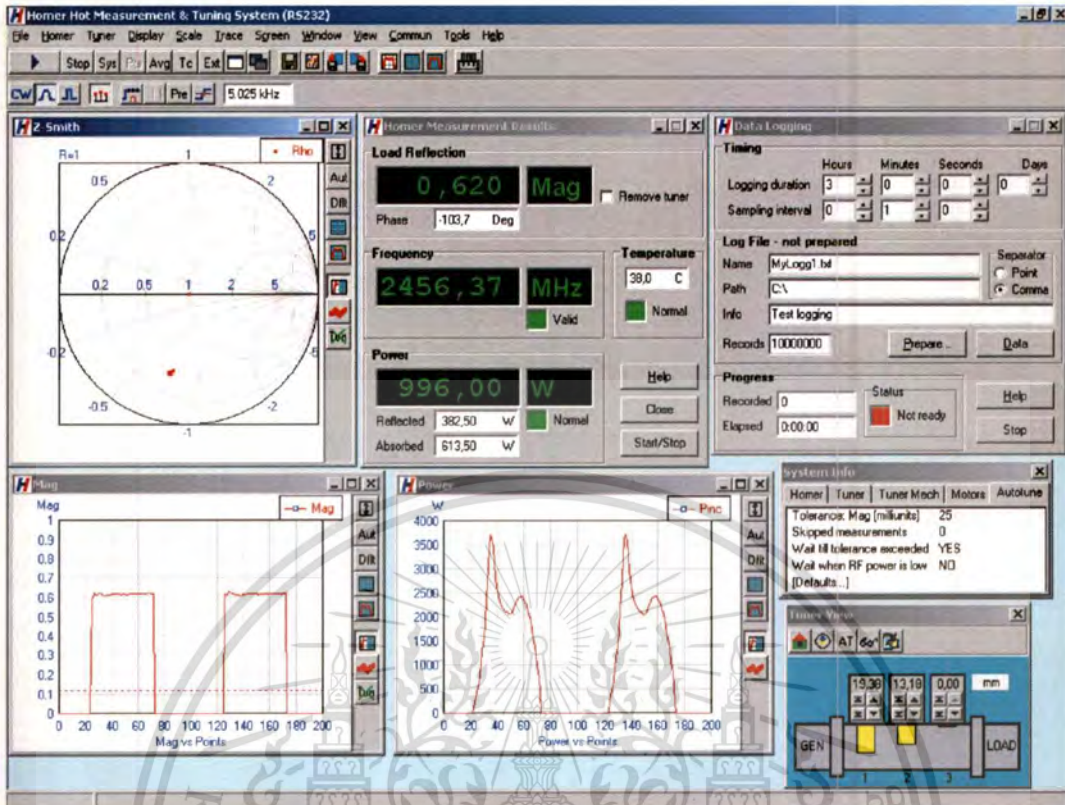 Homer Hot Measurement & Tuning System (RS232)
File Homer Tuner Display Scale Trace Screen Window View Commun Tools Help
Stop Sys Avg Tc Ext
CW Pre 5.025 kHz
Z-Smith
Rho
R=1 1
0.5 2
0.2 5
0.2 0.5 1 2 5
-0.2 -5
-0.5 -2
-1
Aut
Dflt
Homer Measurement Results
Load Reflection
0,620 Mag
Remove tuner
Phase -103,7 Deg
Frequency
2456,37 MHz
Valid
Temperature
38,0 C
Normal
Power
996,00 W
Reflected 382,50 W
Normal
Absorbed 613,50 W
Help
Close
Start/Stop
Data Logging
Timing
Hours Minutes Seconds Days
Logging duration 3 0 0 0
Sampling interval 0 1 0
Log File - not prepared
Name MyLogg1.txt
Path C:\
Info Test logging
Separator
Point
Comma
Records 10000000 Prepare... Data
Progress
Recorded 0
Elapsed 0:00:00
Status
Not ready
Help
Stop
Mag
Mag
Mag
1
0.9
0.8
0.7
0.6
0.5
0.4
0.3
0.2
0.1
0
0 20 40 60 80 100 120 140 160 180 200
Mag vs Points
Aut
Dflt
Power
W
Pinc
4000
3500
3000
2500
2000
1500
1000
500
0
0 20 40 60 80 100 120 140 160 180 200
Power vs Points
Aut
Dflt
System Info
Homer Tuner Tuner Mech Motors Autotune
Tolerance: Mag (milliunits) 25
Skipped measurements 0
Wait till tolerance exceeded YES
Wait when RF power is low NO
[Defaults...]
Tuner View
AT
19,38 13,18 0,00 mm
GEN LOAD
1 2 3